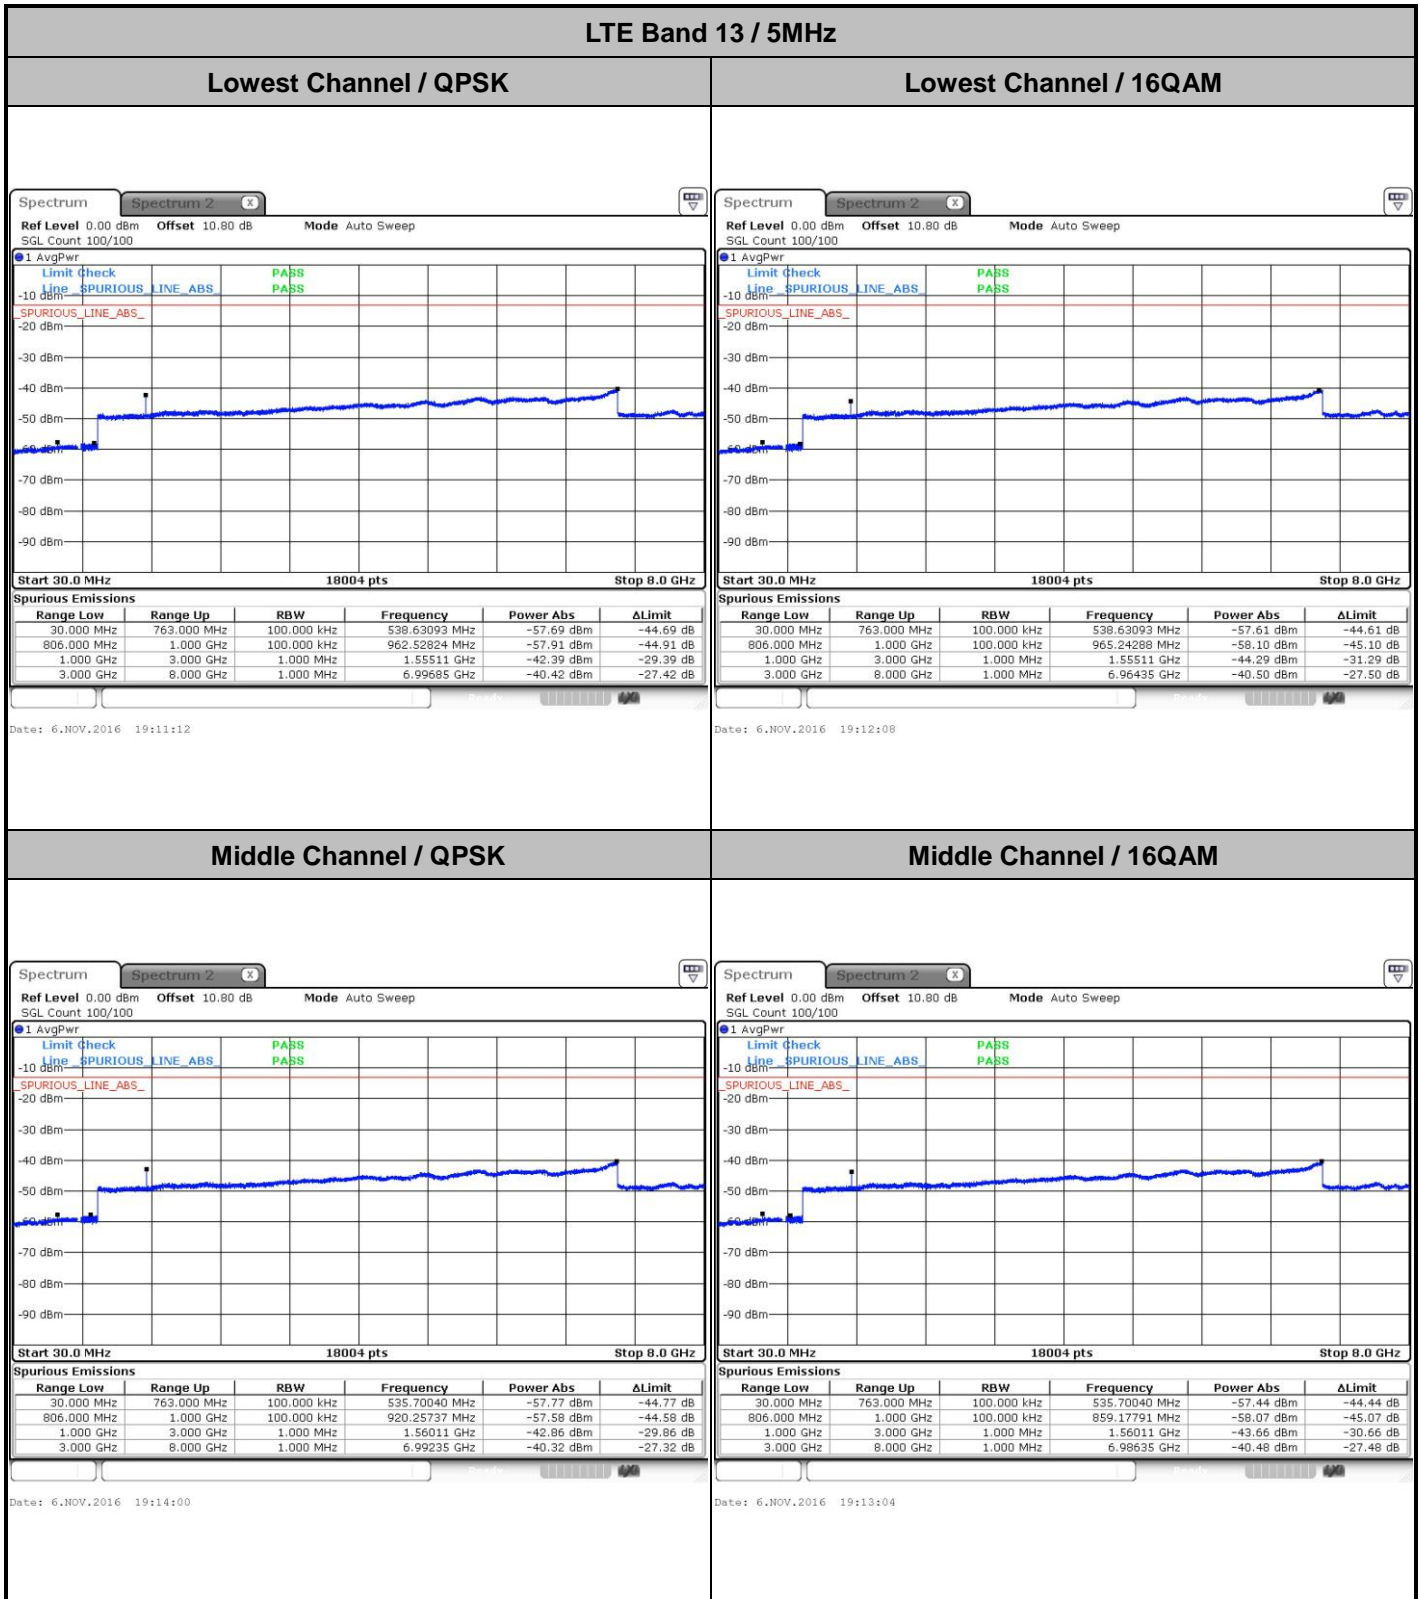 LTE Band 13 / 5MHz
Lowest Channel / QPSK
Lowest Channel / 16QAM
Spectrum Spectrum 2 X
Ref Level 0.00 dBm Offset 10.80 dB Mode Auto Sweep
SGL Count 100/100
1 AvgPwr
Limit Check PASS
Line _SPURIOUS_LINE_ABS_ PASS
-10 dBm
_SPURIOUS_LINE_ABS_
-20 dBm
-30 dBm
-40 dBm
-50 dBm
-60 dBm
-70 dBm
-80 dBm
-90 dBm
Start 30.0 MHz 18004 pts Stop 8.0 GHz
Spurious Emissions
Range Low Range Up RBW Frequency Power Abs ΔLimit
30.000 MHz 763.000 MHz 100.000 kHz 538.63093 MHz -57.69 dBm -44.69 dB
806.000 MHz 1.000 GHz 100.000 kHz 962.52824 MHz -57.91 dBm -44.91 dB
1.000 GHz 3.000 GHz 1.000 MHz 1.55511 GHz -42.39 dBm -29.39 dB
3.000 GHz 8.000 GHz 1.000 MHz 6.99685 GHz -40.42 dBm -27.42 dB
Date: 6.NOV.2016 19:11:12
Spectrum Spectrum 2 X
Ref Level 0.00 dBm Offset 10.80 dB Mode Auto Sweep
SGL Count 100/100
1 AvgPwr
Limit Check PASS
Line _SPURIOUS_LINE_ABS_ PASS
-10 dBm
_SPURIOUS_LINE_ABS_
-20 dBm
-30 dBm
-40 dBm
-50 dBm
-60 dBm
-70 dBm
-80 dBm
-90 dBm
Start 30.0 MHz 18004 pts Stop 8.0 GHz
Spurious Emissions
Range Low Range Up RBW Frequency Power Abs ΔLimit
30.000 MHz 763.000 MHz 100.000 kHz 538.63093 MHz -57.61 dBm -44.61 dB
806.000 MHz 1.000 GHz 100.000 kHz 965.24288 MHz -58.10 dBm -45.10 dB
1.000 GHz 3.000 GHz 1.000 MHz 1.55511 GHz -44.29 dBm -31.29 dB
3.000 GHz 8.000 GHz 1.000 MHz 6.96435 GHz -40.50 dBm -27.50 dB
Date: 6.NOV.2016 19:12:08
Middle Channel / QPSK
Middle Channel / 16QAM
Spectrum Spectrum 2 X
Ref Level 0.00 dBm Offset 10.80 dB Mode Auto Sweep
SGL Count 100/100
1 AvgPwr
Limit Check PASS
Line _SPURIOUS_LINE_ABS_ PASS
-10 dBm
_SPURIOUS_LINE_ABS_
-20 dBm
-30 dBm
-40 dBm
-50 dBm
-60 dBm
-70 dBm
-80 dBm
-90 dBm
Start 30.0 MHz 18004 pts Stop 8.0 GHz
Spurious Emissions
Range Low Range Up RBW Frequency Power Abs ΔLimit
30.000 MHz 763.000 MHz 100.000 kHz 535.70040 MHz -57.77 dBm -44.77 dB
806.000 MHz 1.000 GHz 100.000 kHz 920.25737 MHz -57.58 dBm -44.58 dB
1.000 GHz 3.000 GHz 1.000 MHz 1.56011 GHz -42.86 dBm -29.86 dB
3.000 GHz 8.000 GHz 1.000 MHz 6.99235 GHz -40.32 dBm -27.32 dB
Date: 6.NOV.2016 19:14:00
Spectrum Spectrum 2 X
Ref Level 0.00 dBm Offset 10.80 dB Mode Auto Sweep
SGL Count 100/100
1 AvgPwr
Limit Check PASS
Line _SPURIOUS_LINE_ABS_ PASS
-10 dBm
_SPURIOUS_LINE_ABS_
-20 dBm
-30 dBm
-40 dBm
-50 dBm
-60 dBm
-70 dBm
-80 dBm
-90 dBm
Start 30.0 MHz 18004 pts Stop 8.0 GHz
Spurious Emissions
Range Low Range Up RBW Frequency Power Abs ΔLimit
30.000 MHz 763.000 MHz 100.000 kHz 535.70040 MHz -57.44 dBm -44.44 dB
806.000 MHz 1.000 GHz 100.000 kHz 859.17791 MHz -58.07 dBm -45.07 dB
1.000 GHz 3.000 GHz 1.000 MHz 1.56011 GHz -43.66 dBm -30.66 dB
3.000 GHz 8.000 GHz 1.000 MHz 6.98635 GHz -40.48 dBm -27.48 dB
Date: 6.NOV.2016 19:13:04